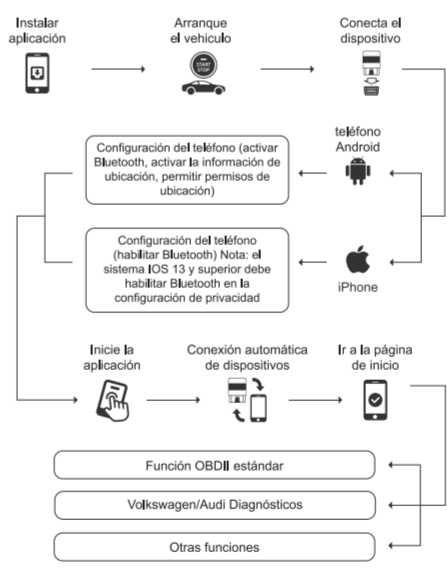 Instalar
aplicación
Arranque
el vehiculo
START
STOP
Conecta el
dispositivo
teléfono
Android
Configuración del teléfono (activar
Bluetooth, activar la información de
ubicación, permitir permisos de
ubicación)
Configuración del teléfono
(habilitar Bluetooth) Nota: el
sistema IOS 13 y superior debe
habilitar Bluetooth en la
configuración de privacidad
iPhone
Inicie la
aplicación
Conexión automática
de dispositivos
Ir a la página
de inicio
Función OBDII estándar
Volkswagen/Audi Diagnósticos
Otras funciones